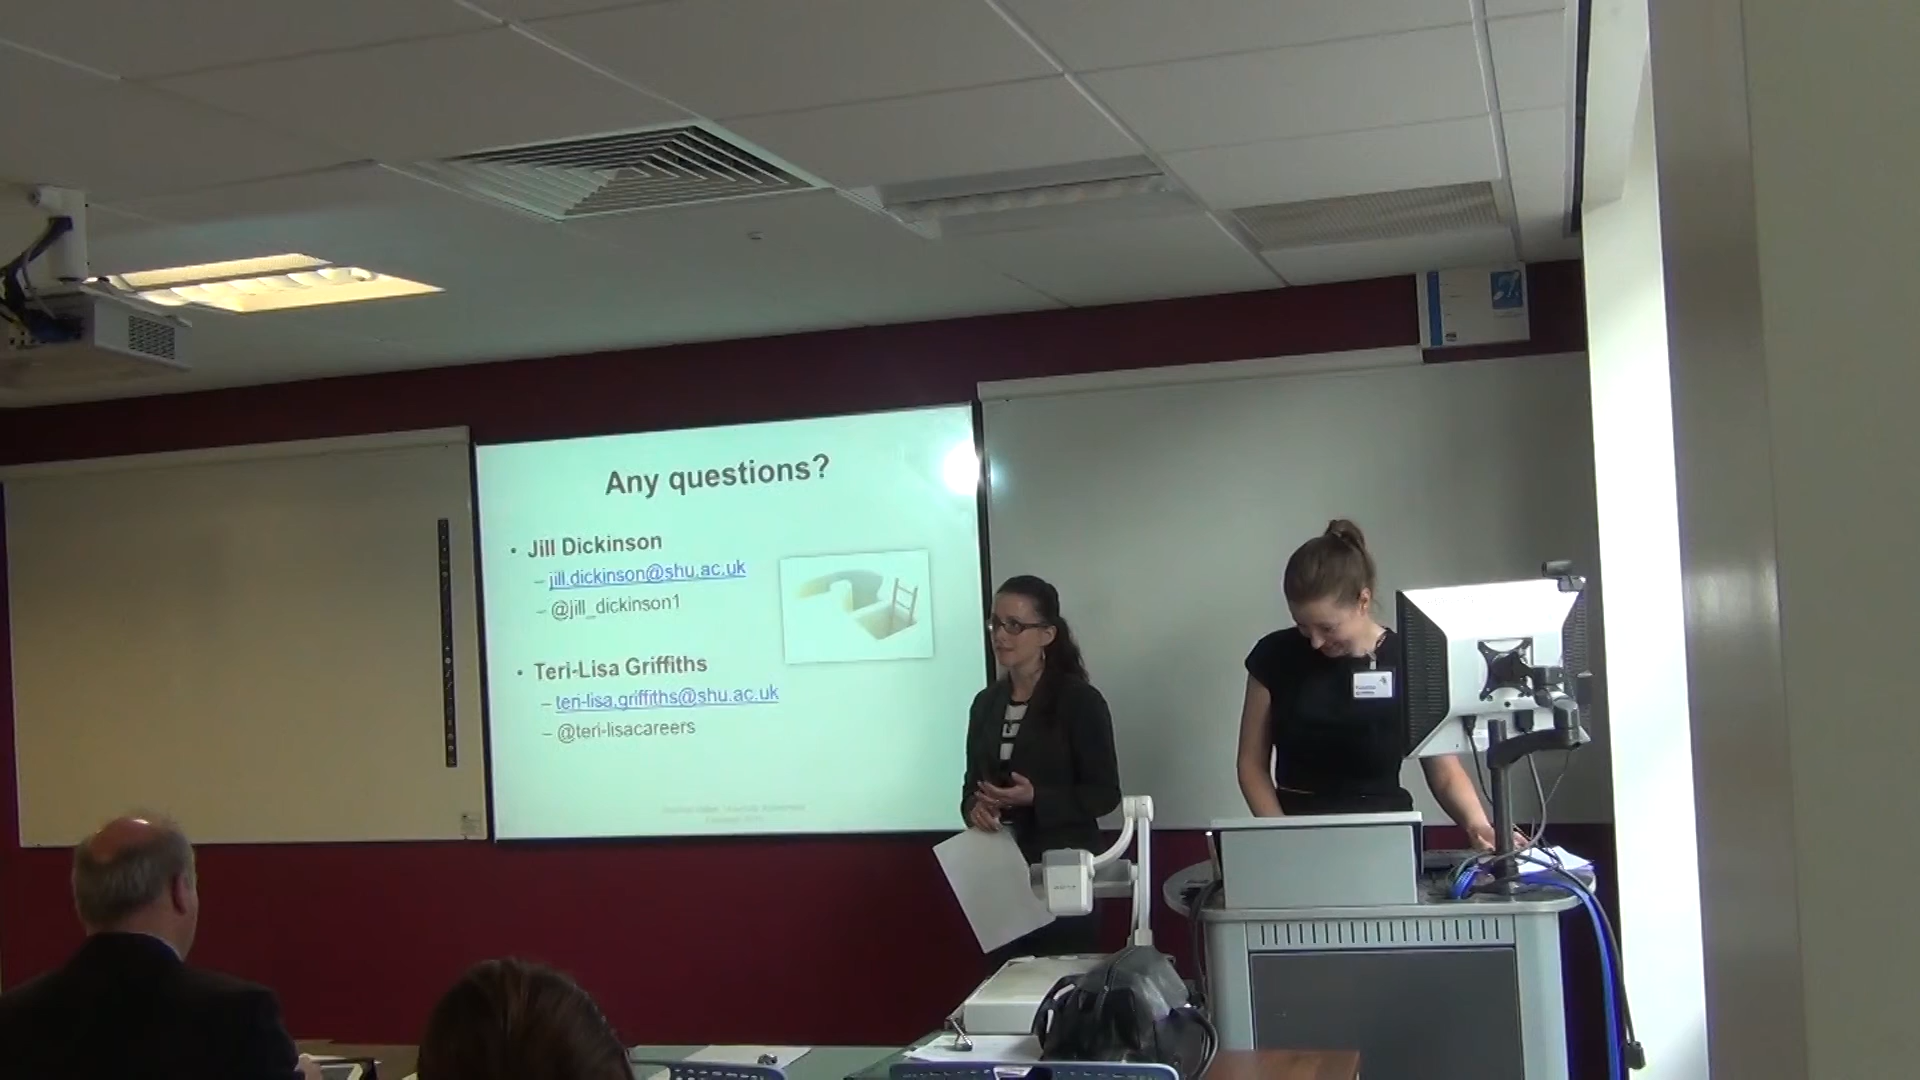 Any questions?
• Jill Dickinson
– jill.dickinson@shu.ac.uk
– @jill_dickinson1
• Teri-Lisa Griffiths
– teri-lisa.griffiths@shu.ac.uk
– @teri-lisacareers